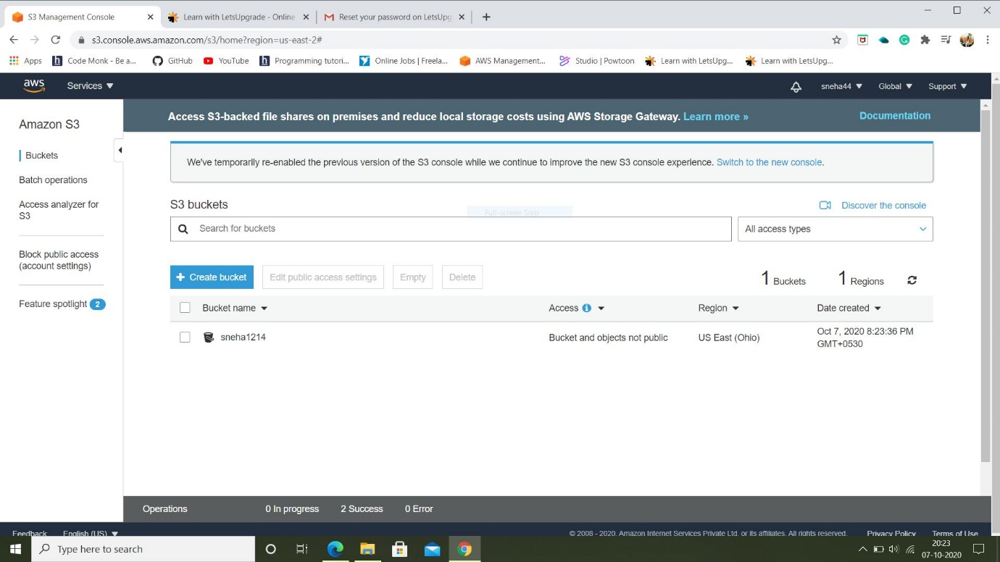 S3 Management Console
Learn with LetsUpgrade - Online
Reset your password on LetsUpg
s3.console.aws.amazon.com/s3/home?region=us-east-2#
Apps
Code Monk - Be a...
GitHub
YouTube
Programming tutori...
Online Jobs | Freela...
AWS Management...
Studio | Powtoon
Learn with LetsUpg...
Learn with LetsUpg...
aws
Services
sneha44
Global
Support
Amazon S3
Buckets
Batch operations
Access analyzer for
S3
Block public access
(account settings)
Feature spotlight 2
Access S3-backed file shares on premises and reduce local storage costs using AWS Storage Gateway. Learn more »
Documentation
We've temporarily re-enabled the previous version of the S3 console while we continue to improve the new S3 console experience. Switch to the new console.
S3 buckets
Full-screen Snip
Discover the console
Search for buckets
All access types
+ Create bucket
Edit public access settings
Empty
Delete
1 Buckets
1 Regions
Bucket name
Access
Region
Date created
sneha1214
Bucket and objects not public
US East (Ohio)
Oct 7, 2020 8:23:36 PM
GMT+0530
Operations
0 In progress
2 Success
0 Error
Feedback
English (US)
© 2008 - 2020, Amazon Internet Services Private Ltd. or its affiliates. All rights reserved.
Privacy Policy
Terms of Use
Type here to search
20:23
07-10-2020